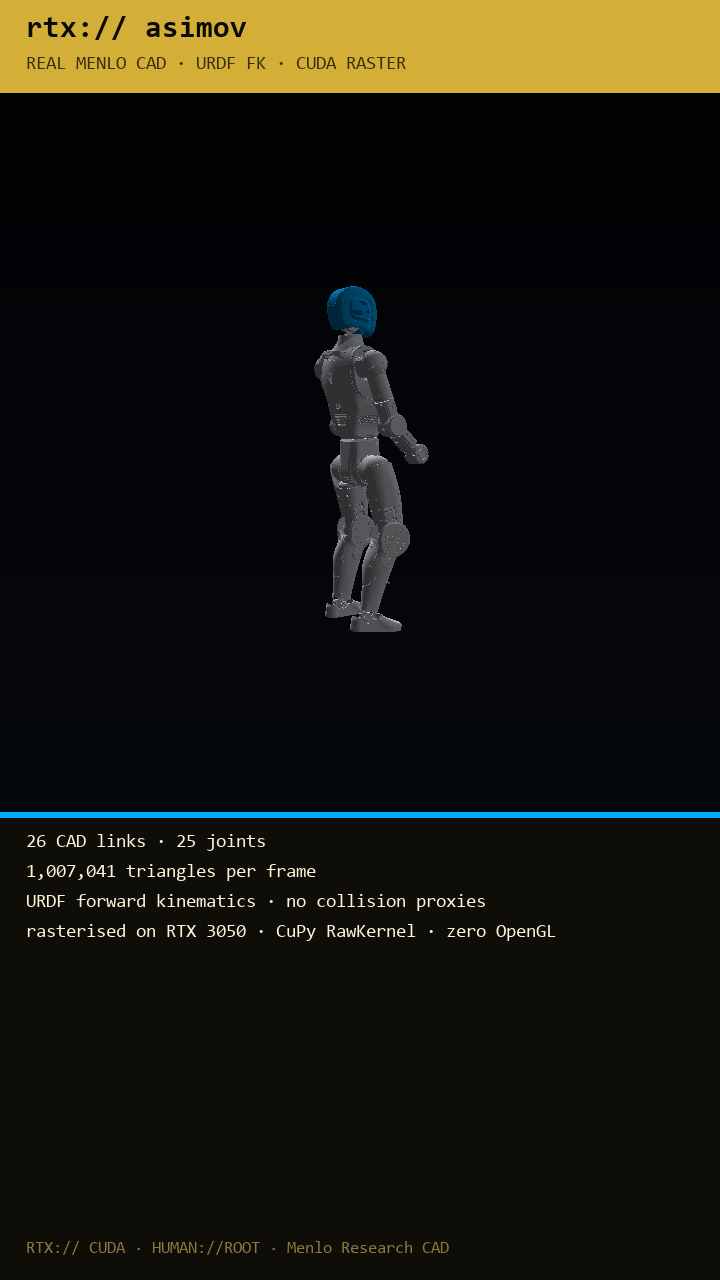 rtx:// asimov
REAL MENLO CAD · URDF FK · CUDA RASTER
26 CAD links · 25 joints
1,007,041 triangles per frame
URDF forward kinematics · no collision proxies
rasterised on RTX 3050 · CuPy RawKernel · zero OpenGL
RTX:// CUDA · HUMAN://ROOT · Menlo Research CAD